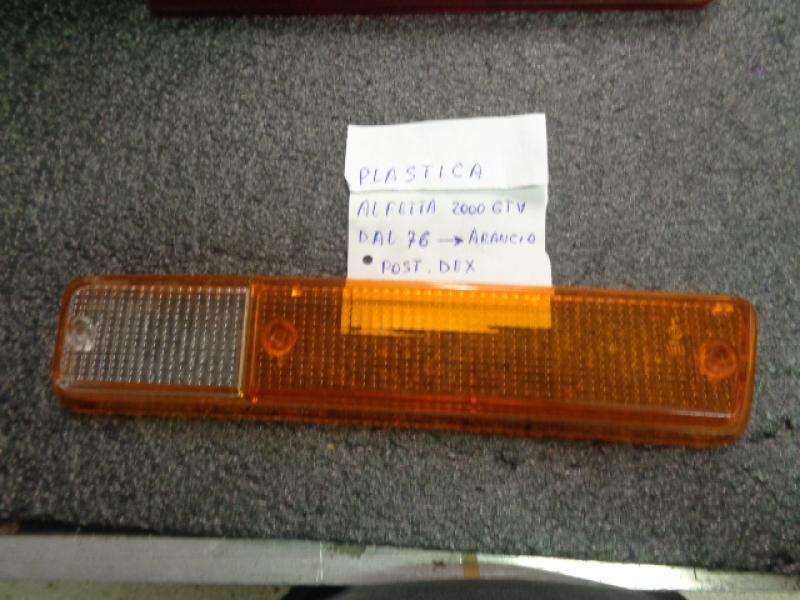 PLASTICA
ALFETTA 2000 GTV
DAL 76 → ARANCIO
• POST. DEX